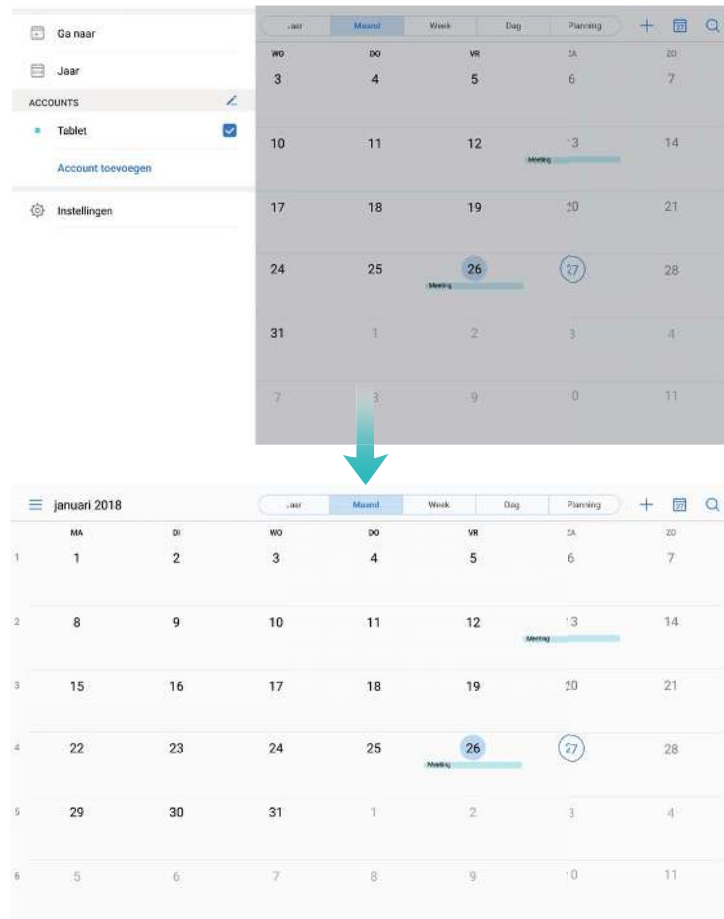 Ga naar
Jaar
ACCOUNTS
Tablet
Account toevoegen
Instellingen
Maand Week Dag Planning 27
WO DO VR ZO
3 4 5 6 7
10 11 12 14
Meeting
17 18 19 21
24 25 26 27 28
Meeting
31 1 2 3 4
7 9 11
januari 2018
Maand Week Dag Planning 27
MA DI WO DO VR ZO
1 1 2 3 4 5 6 7
2 8 9 10 11 12 14
Meeting
3 15 16 17 18 19 21
4 22 23 24 25 26 27 28
Meeting
5 29 30 31 1 2 3 4
6 5 6 7 8 9 11